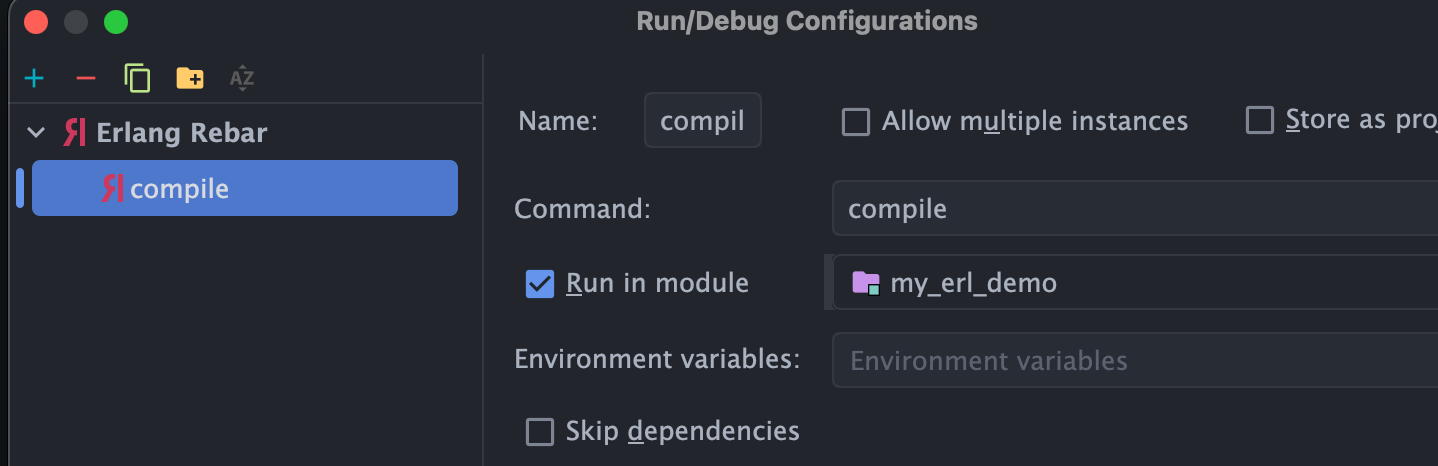 Run/Debug Configurations
AZ
Erlang Rebar
compile
Name: compil Allow multiple instances Store as pro
Command: compile
Run in module my_erl_demo
Environment variables: Environment variables
Skip dependencies